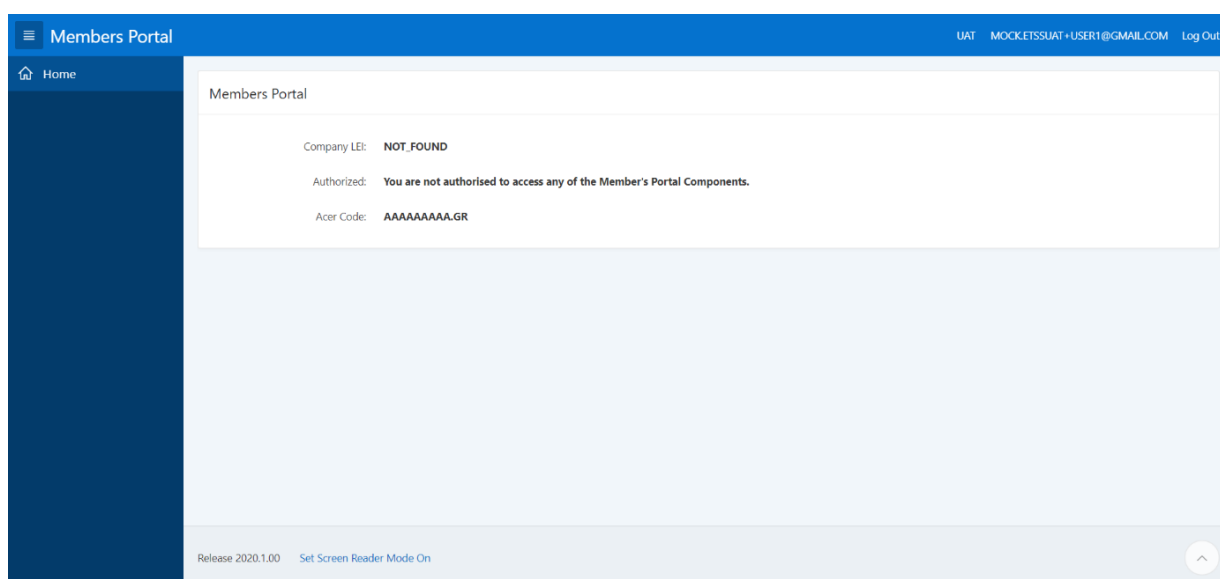 Members Portal
UAT MOCK.ETSSUAT+USER1@GMAIL.COM Log Out
Home
Members Portal
Company LEI: NOT_FOUND
Authorized: You are not authorised to access any of the Member's Portal Components.
Acer Code: AAAAAAAAA.GR
Release 2020.1.00 Set Screen Reader Mode On